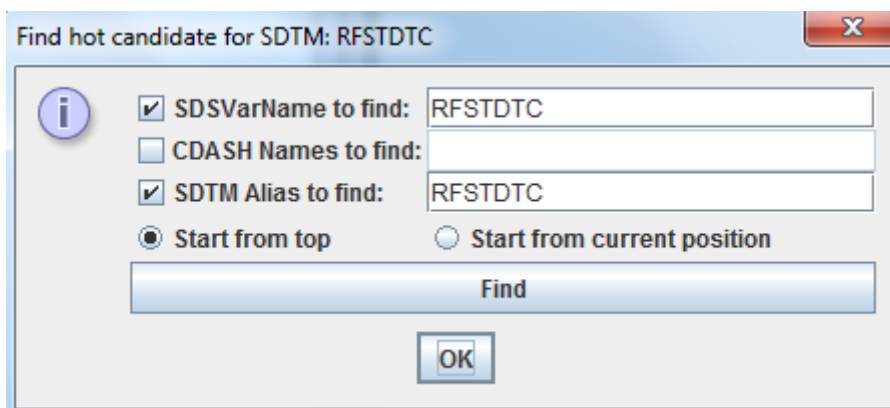 Find hot candidate for SDTM: RFSTDTC
SDSVarName to find: RFSTDTC
CDASH Names to find:
SDTM Alias to find: RFSTDTC
Start from top Start from current position
Find
OK